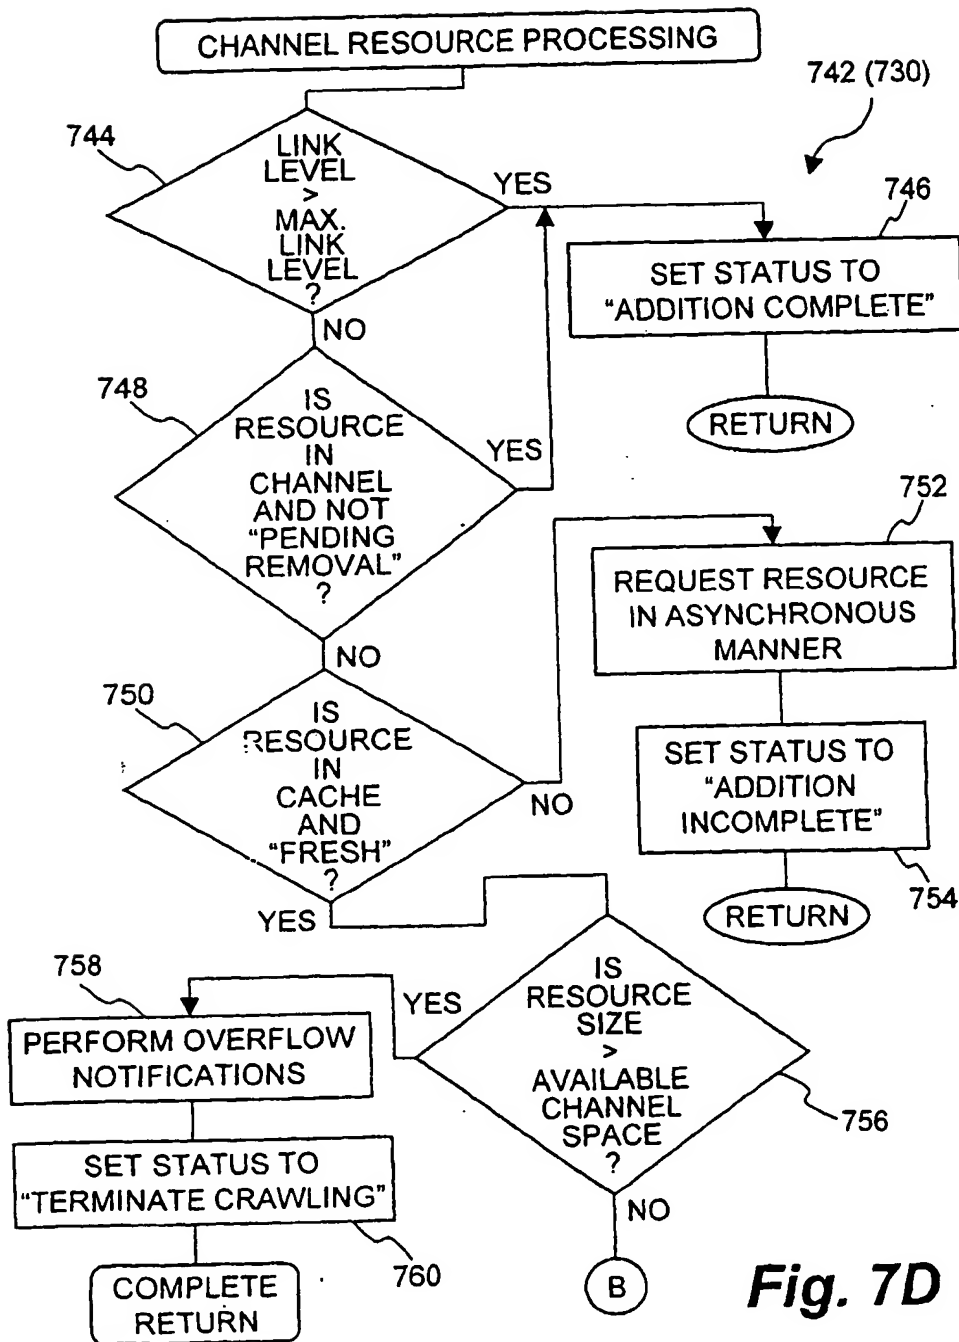 CHANNEL RESOURCE PROCESSING
742 (730)
744
LINK
LEVEL
>
MAX.
LINK
LEVEL
?
YES
NO
746
SET STATUS TO
“ADDITION COMPLETE”
RETURN
748
IS
RESOURCE
IN
CHANNEL
AND NOT
“PENDING
REMOVAL”
?
YES
NO
752
REQUEST RESOURCE
IN ASYNCHRONOUS
MANNER
750
IS
RESOURCE
IN
CACHE
AND
“FRESH”
?
NO
YES
SET STATUS TO
“ADDITION
INCOMPLETE”
754
RETURN
756
IS
RESOURCE
SIZE
>
AVAILABLE
CHANNEL
SPACE
?
YES
NO
758
PERFORM OVERFLOW
NOTIFICATIONS
SET STATUS TO
“TERMINATE CRAWLING”
760
COMPLETE
RETURN
B
Fig. 7D